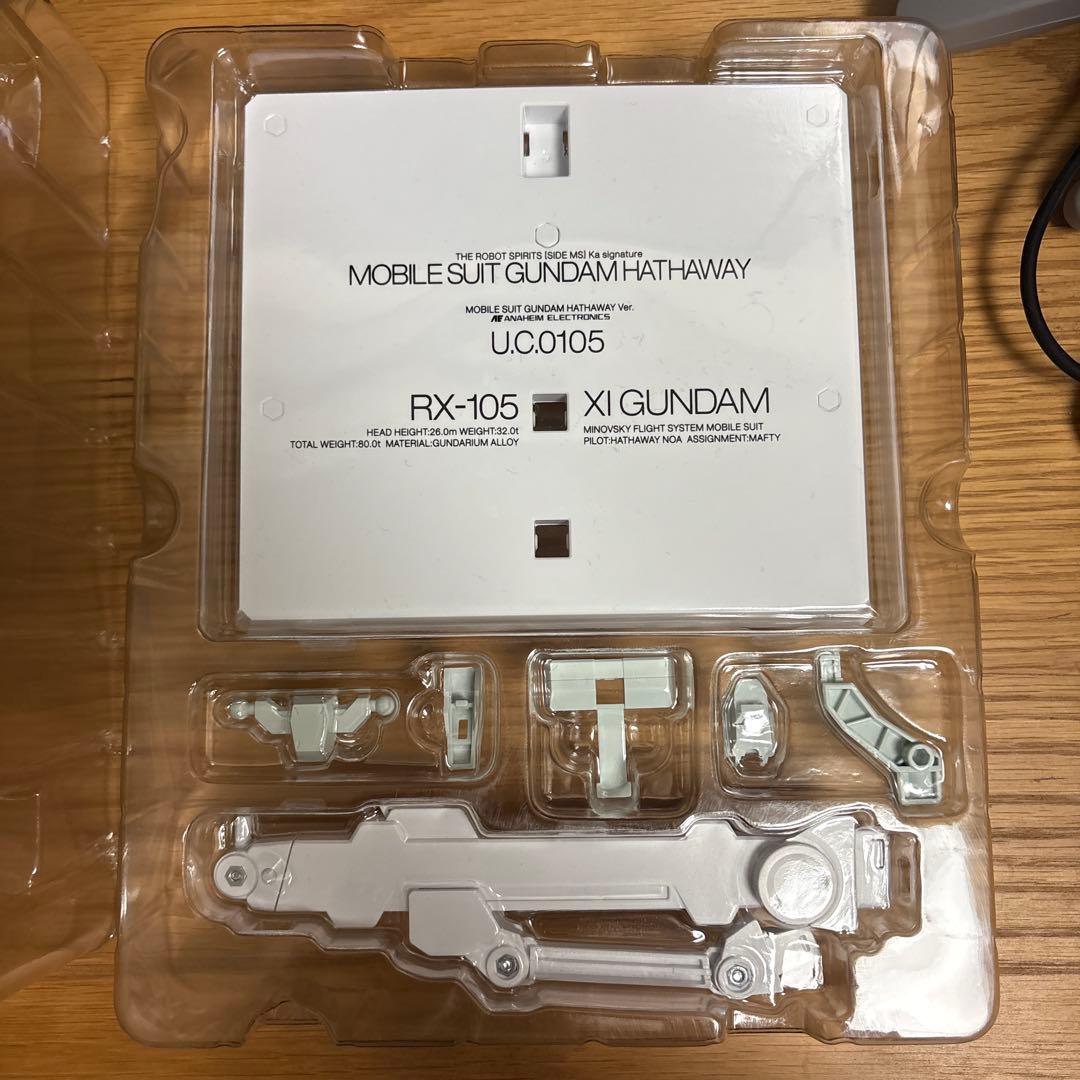 THE ROBOT SPIRITS [SIDE MS] Ka signature
MOBILE SUIT GUNDAM HATHAWAY
MOBILE SUIT GUNDAM HATHAWAY Ver.
AE ANAHEIM ELECTRONICS
U.C.0105
RX-105
HEAD HEIGHT:26.0m WEIGHT:32.0t
TOTAL WEIGHT:80.0t MATERIAL:GUNDARIUM ALLOY
XI GUNDAM
MINOVSKY FLIGHT SYSTEM MOBILE SUIT
PILOT:HATHAWAY NOA ASSIGNMENT:MAFTY